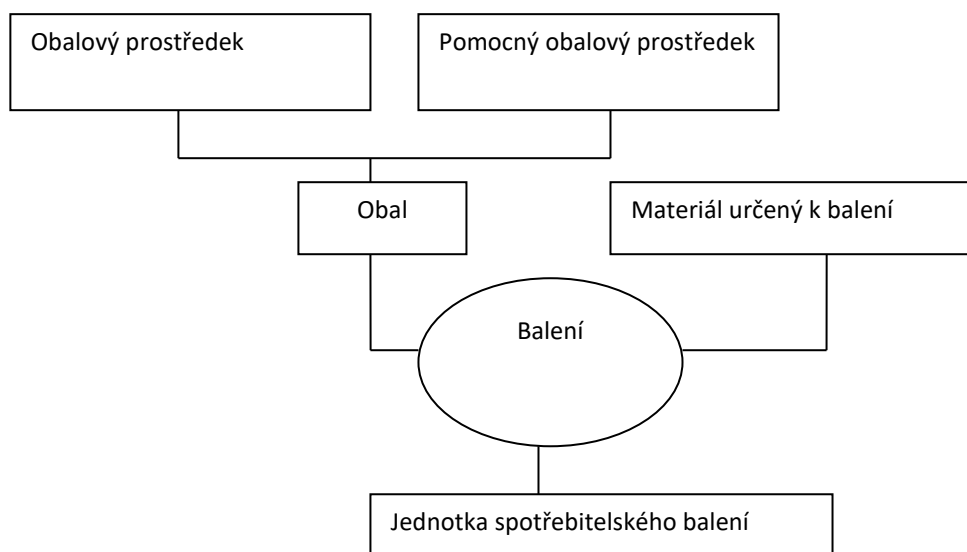 Obalový prostředek
Pomocný obalový prostředek
Obal
Materiál určený k balení
Balení
Jednotka spotřebitelského balení